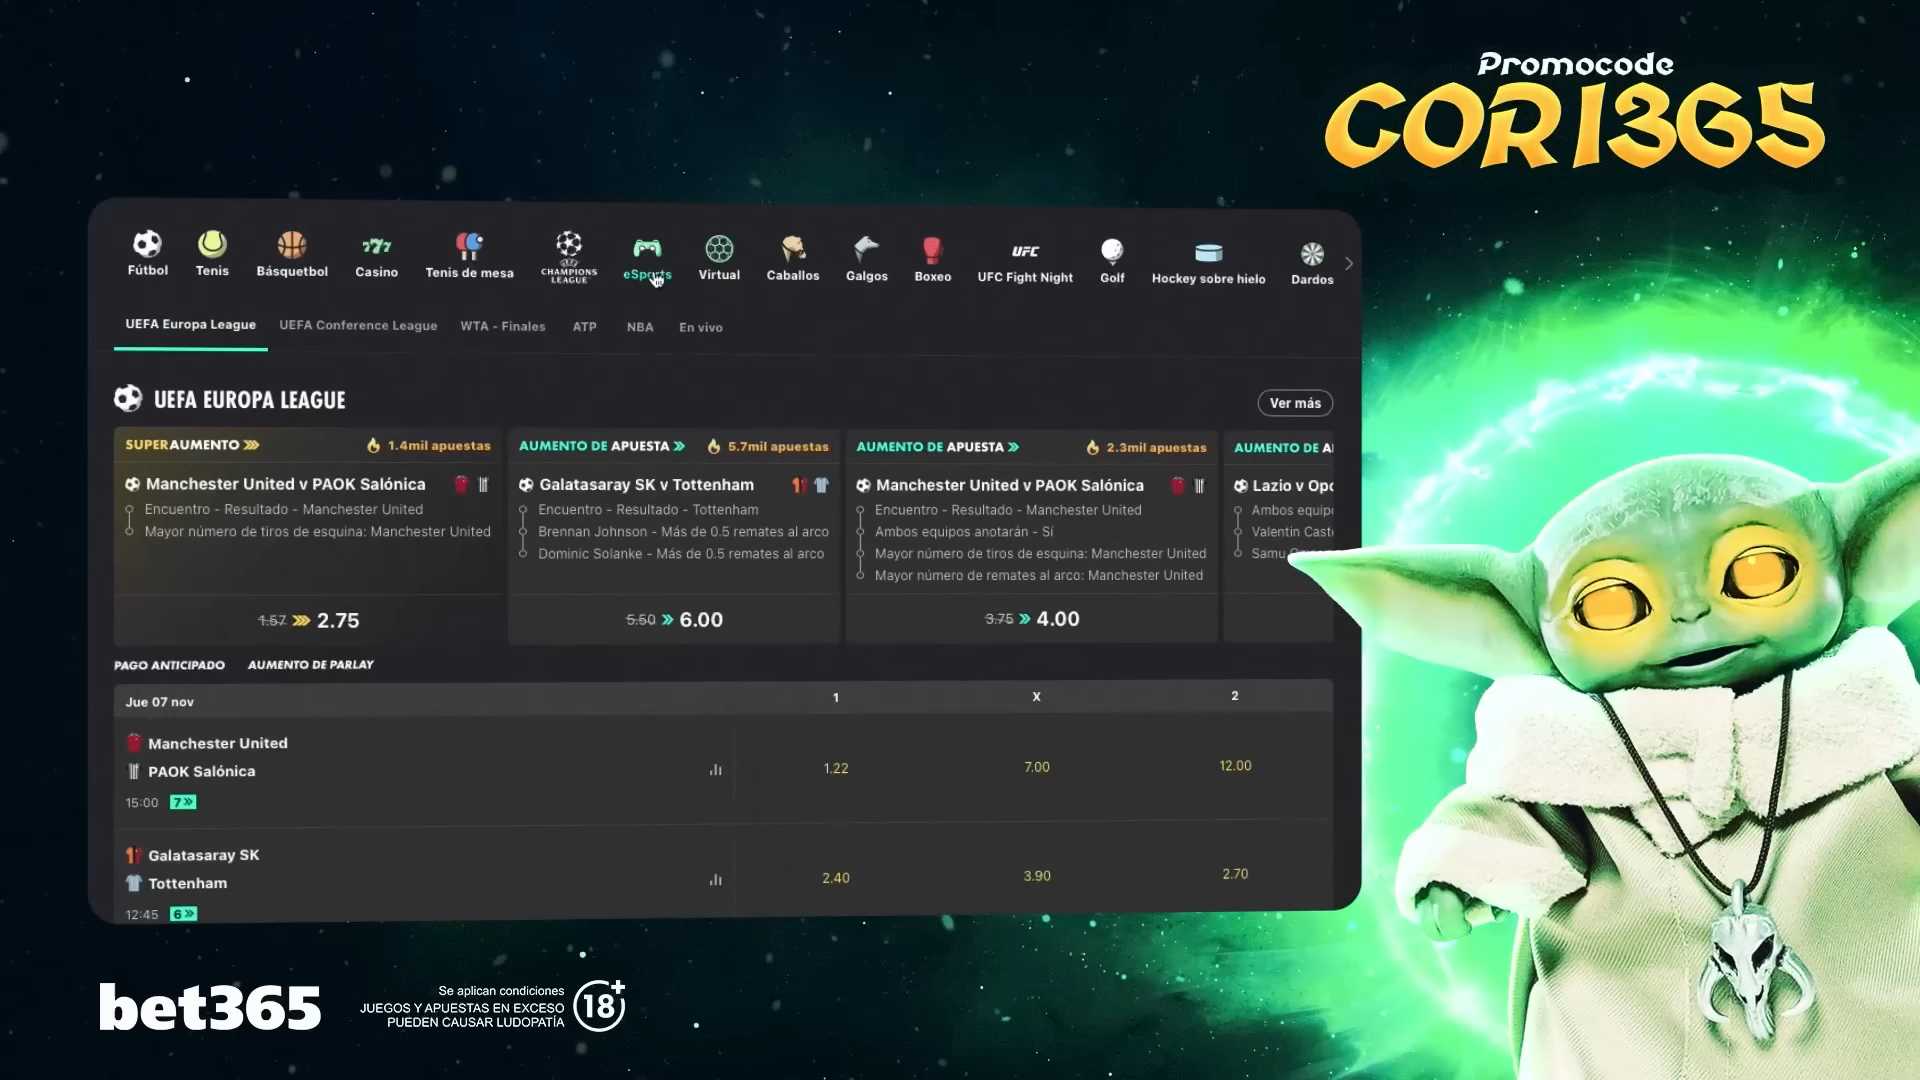 Promocode
CORI365
Fútbol
Tenis
Básquetbol
Casino
Tenis de mesa
UEFA CHAMPIONS LEAGUE
eSports
Virtual
Caballos
Galgos
Boxeo
UFC
UFC Fight Night
Golf
Hockey sobre hielo
Dardos
UEFA Europa League
UEFA Conference League
WTA - Finales
ATP
NBA
En vivo
UEFA EUROPA LEAGUE
Ver más
SUPERAUMENTO
1.4mil apuestas
Manchester United v PAOK Salónica
Encuentro - Resultado - Manchester United
Mayor número de tiros de esquina: Manchester United
1.57 2.75
AUMENTO DE APUESTA
5.7mil apuestas
Galatasaray SK v Tottenham
Encuentro - Resultado - Tottenham
Brennan Johnson - Más de 0.5 remates al arco
Dominic Solanke - Más de 0.5 remates al arco
5.50 6.00
AUMENTO DE APUESTA
2.3mil apuestas
Manchester United v PAOK Salónica
Encuentro - Resultado - Manchester United
Ambos equipos anotarán - Sí
Mayor número de tiros de esquina: Manchester United
Mayor número de remates al arco: Manchester United
3.75 4.00
AUMENTO DE
Lazio v
Ambos
Valentin
Samu
PAGO ANTICIPADO
AUMENTO DE PARLAY
Jue 07 nov
1
X
2
Manchester United
PAOK Salónica
15:00
7
1.22
7.00
12.00
Galatasaray SK
Tottenham
12:45
6
2.40
3.90
2.70
bet365
Se aplican condiciones
JUEGOS Y APUESTAS EN EXCESO
PUEDEN CAUSAR LUDOPATÍA
18+